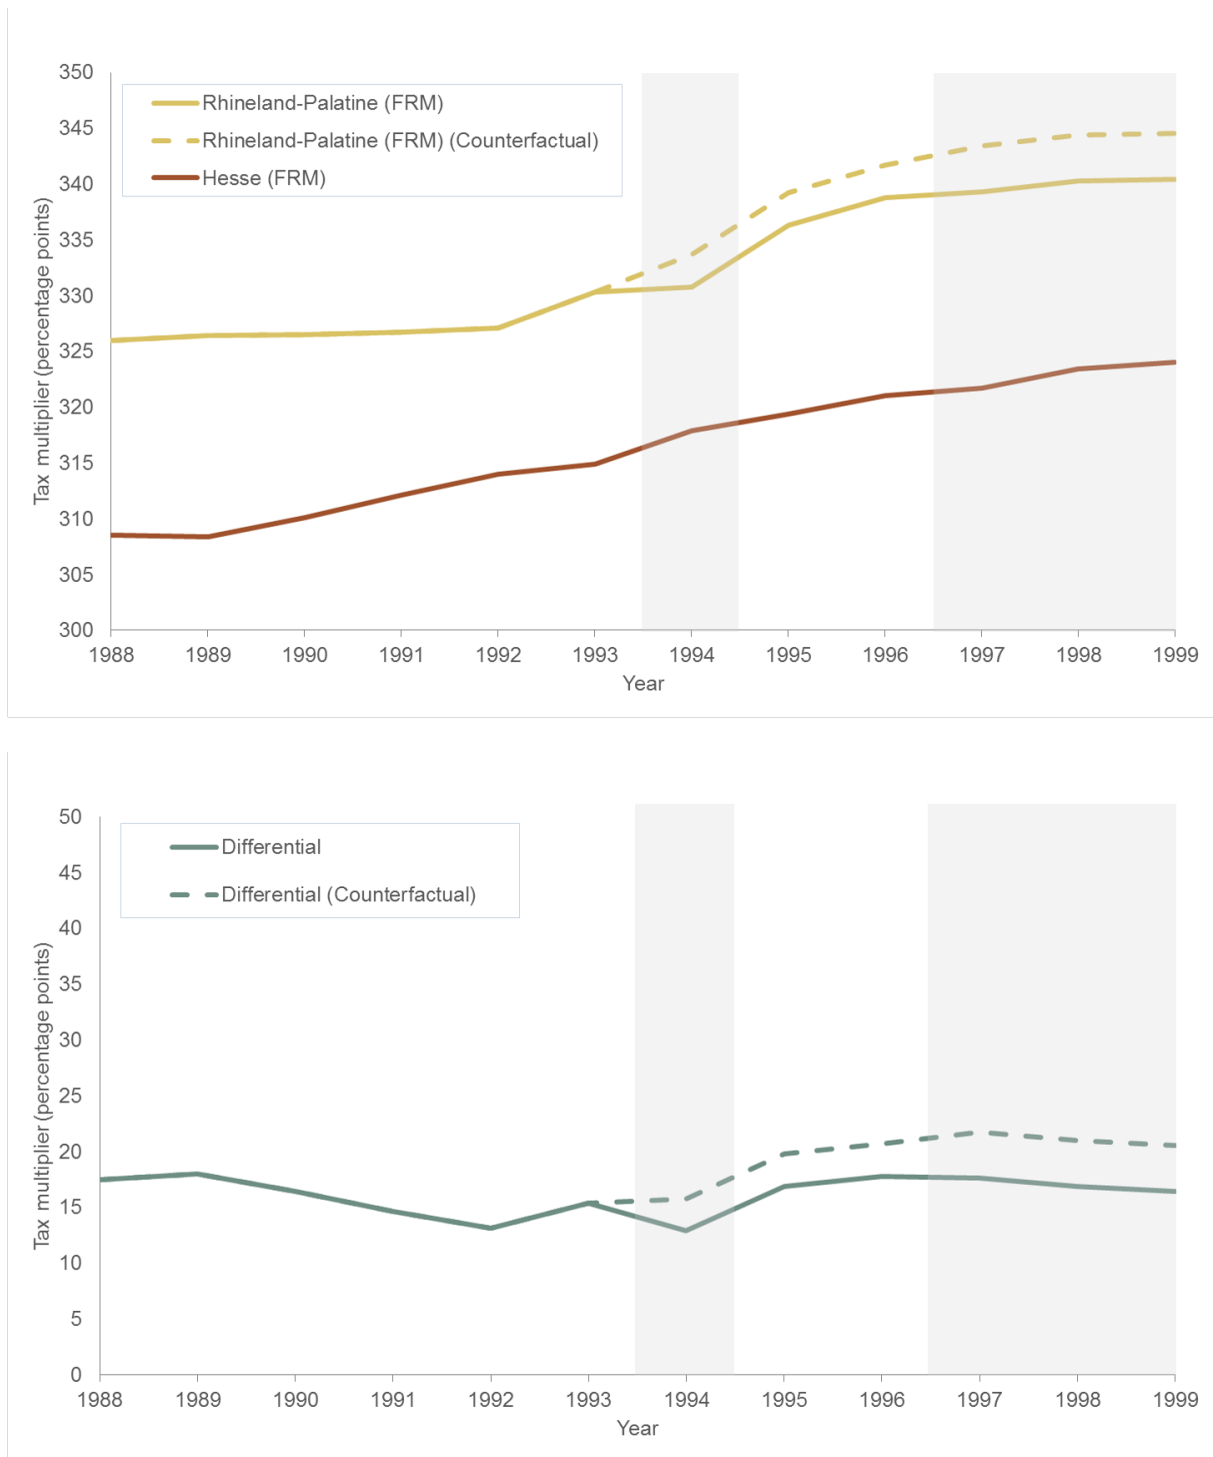 350
345
340
335
330
325
320
315
310
305
300
Tax multiplier (percentage points)
Rhineland-Palatine (FRM)
Rhineland-Palatine (FRM) (Counterfactual)
Hesse (FRM)
1988 1989 1990 1991 1992 1993 1994 1995 1996 1997 1998 1999
Year
50
45
40
35
30
25
20
15
10
5
0
Tax multiplier (percentage points)
Differential
Differential (Counterfactual)
1988 1989 1990 1991 1992 1993 1994 1995 1996 1997 1998 1999
Year